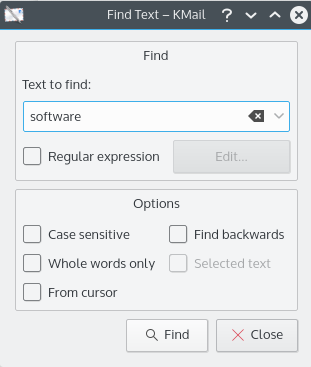 Find Text – KMail
Find
Text to find:
software
Regular expression Edit...
Options
Case sensitive Find backwards
Whole words only Selected text
From cursor
Find Close